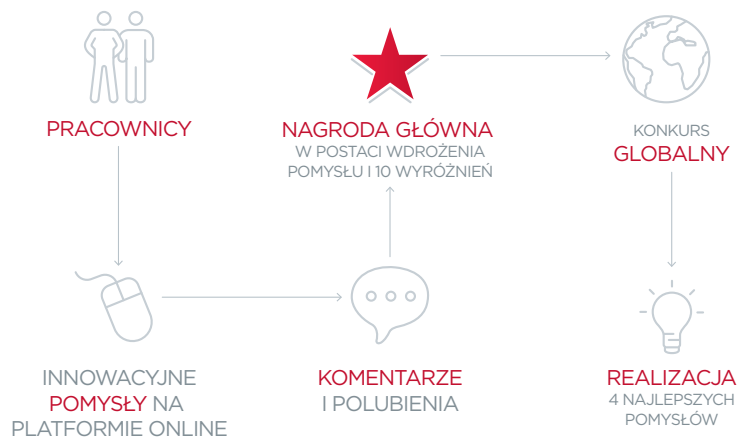 PRACOWNICY
INNOWACYJNE
POMYSŁY NA
PLATFORMIE ONLINE
KOMENTARZE
I POLUBIENIA
NAGRODA GŁÓWNA
W POSTACI WDROŻENIA
POMYSŁU I 10 WYRÓŻNIEŃ
KONKURS
GLOBALNY
REALIZACJA
4 NAJLEPSZYCH
POMYSŁÓW